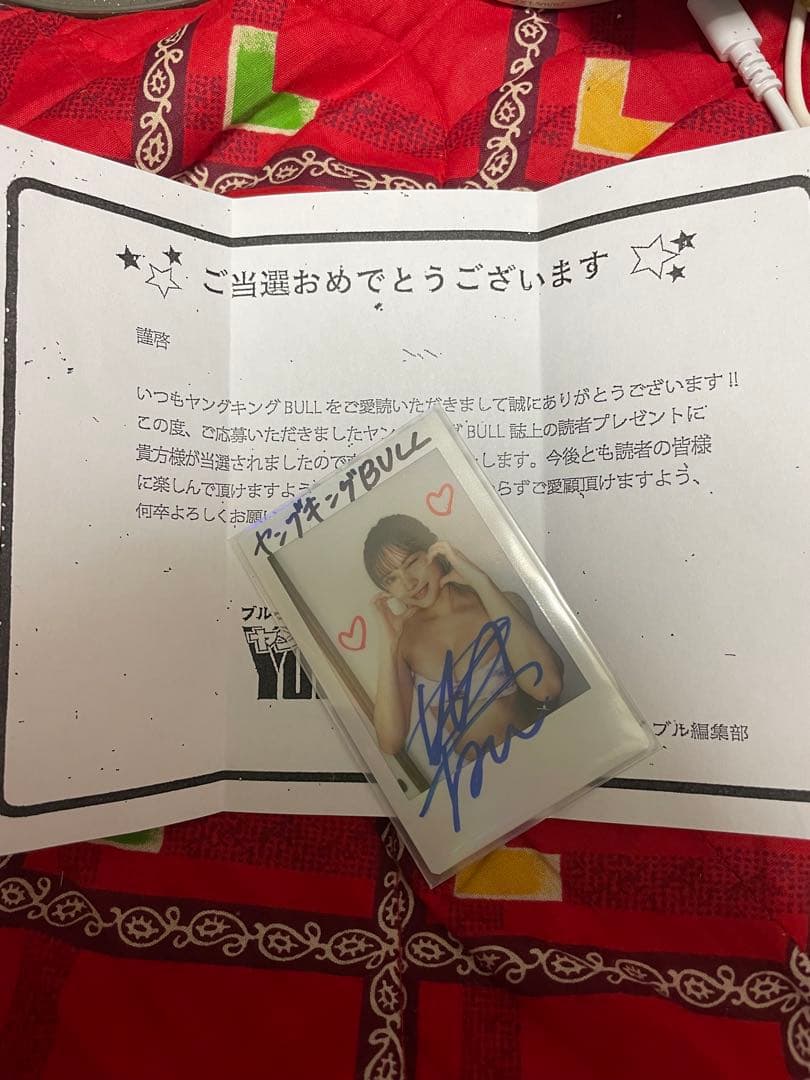 ご当選おめでとうございます
謹啓
いつもヤングキングBULLをご愛読いただきまして誠にありがとうございます!!
この度、ご応募いただきましたヤン グBULL誌上の読者プレゼントに
貴方様が当選されましたので します。今後とも読者の皆様
に楽しんで頂けますよう らずご愛顧頂けますよう、
何卒よろしくお願い
ヤングキングBULL
ブル
ヤン
YO
ブル編集部